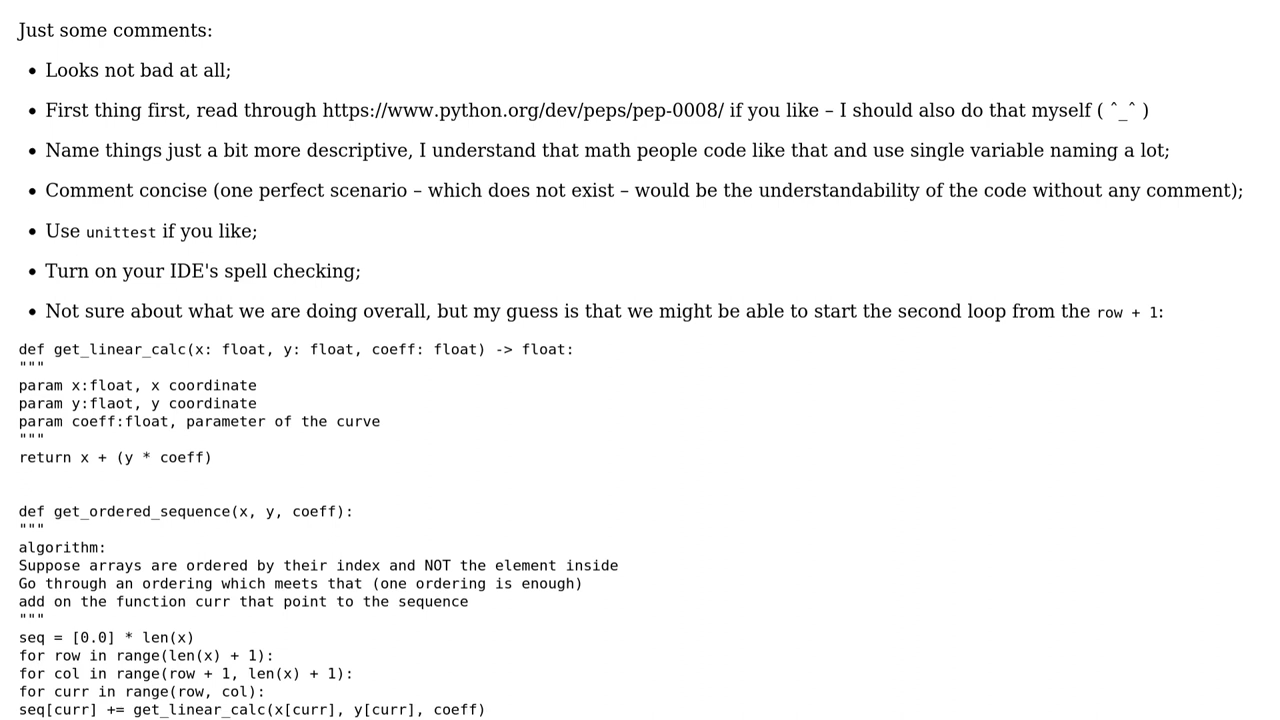 Just some comments:
• Looks not bad at all;
• First thing first, read through https://www.python.org/dev/peps/pep-0008/ if you like – I should also do that myself ( ˆ_ˆ )
• Name things just a bit more descriptive, I understand that math people code like that and use single variable naming a lot;
• Comment concise (one perfect scenario – which does not exist – would be the understandability of the code without any comment);
• Use unittest if you like;
• Turn on your IDE's spell checking;
• Not sure about what we are doing overall, but my guess is that we might be able to start the second loop from the row + 1:
def get_linear_calc(x: float, y: float, coeff: float) -> float:
"""
param x:float, x coordinate
param y:flaot, y coordinate
param coeff:float, parameter of the curve
"""
return x + (y * coeff)
def get_ordered_sequence(x, y, coeff):
"""
algorithm:
Suppose arrays are ordered by their index and NOT the element inside
Go through an ordering which meets that (one ordering is enough)
add on the function curr that point to the sequence
"""
seq = [0.0] * len(x)
for row in range(len(x) + 1):
for col in range(row + 1, len(x) + 1):
for curr in range(row, col):
seq[curr] += get_linear_calc(x[curr], y[curr], coeff)